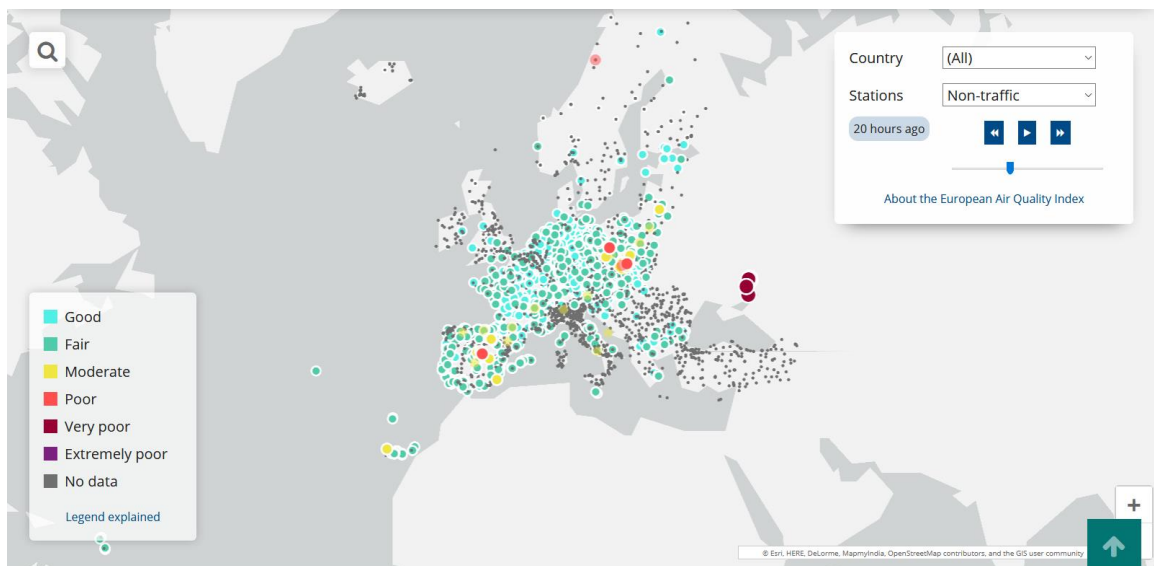 Country (All)
Stations Non-traffic
20 hours ago
About the European Air Quality Index
Good
Fair
Moderate
Poor
Very poor
Extremely poor
No data
Legend explained
+
© Esri, HERE, DeLorme, MapmyIndia, OpenStreetMap contributors, and the GIS user community